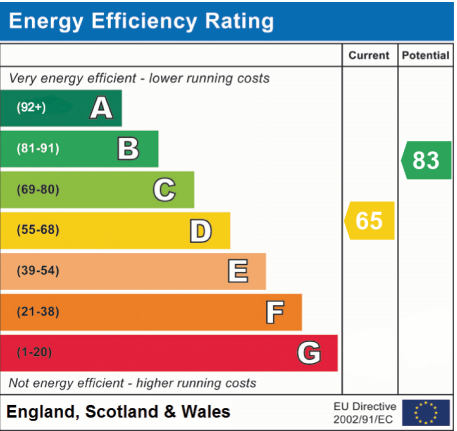 Energy Efficiency Rating
Current Potential
Very energy efficient - lower running costs
(92+) A
(81-91) B
83
(69-80) C
(55-68) D
65
(39-54) E
(21-38) F
(1-20) G
Not energy efficient - higher running costs
England, Scotland & Wales
EU Directive
2002/91/EC